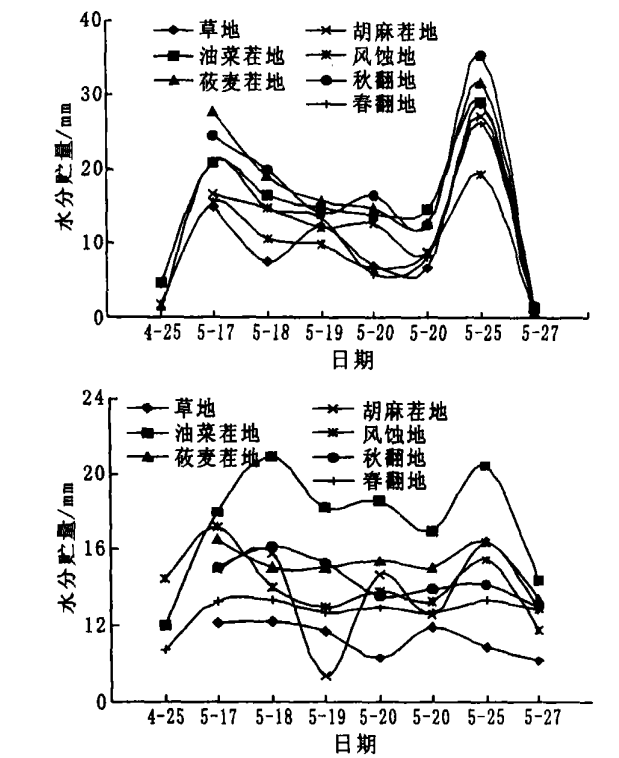 40
30
20
10
0
水分贮量/mm
草地
油菜茬地
莜麦茬地
胡麻茬地
风蚀地
秋翻地
春翻地
4-25 5-17 5-18 5-19 5-20 5-20 5-25 5-27
日期
24
20
16
12
0
水分贮量/mm
草地
油菜茬地
莜麦茬地
胡麻茬地
风蚀地
秋翻地
春翻地
4-25 5-17 5-18 5-19 5-20 5-20 5-25 5-27
日期